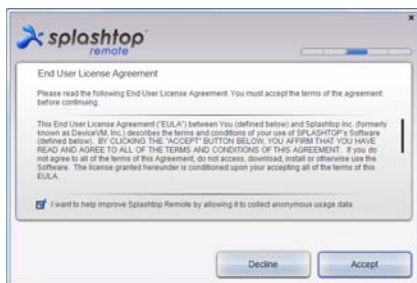 splashtop
remote
End User License Agreement
Please read the following End User License Agreement. You must accept the terms of the agreement
before continuing.
This End User License Agreement ("EULA") between You (defined below) and Splashtop Inc. (formerly
known as DeviceVM, Inc.) describes the terms and conditions of your use of SPLASHTOP's Software
(defined below). BY CLICKING THE "ACCEPT" BUTTON BELOW, YOU AFFIRM THAT YOU HAVE
READ AND AGREE TO ALL OF THE TERMS AND CONDITIONS OF THIS AGREEMENT. If you do
not agree to all of the terms of this Agreement, do not access, download, install or otherwise use the
Software. The license granted hereunder is conditioned upon your accepting all of the terms of this
EULA.
I want to help improve Splashtop Remote by allowing it to collect anonymous usage data.
Decline
Accept